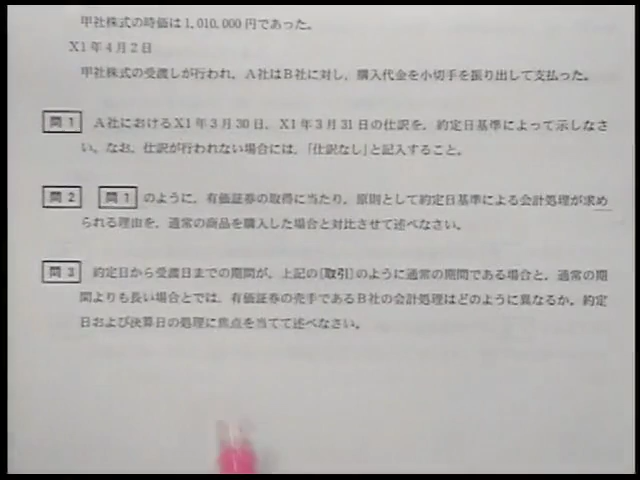 甲社株式の時価は1,010,000円であった。
X1年4月2日
甲社株式の受渡しが行われ，A社はB社に対し，購入代金を小切手を振り出して支払った。
問1 A社におけるX1年3月30日，X1年3月31日の仕訳を，約定日基準によって示しなさ
い。なお，仕訳が行われない場合には，「仕訳なし」と記入すること。
問2 問1のように，有価証券の取得に当たり，原則として約定日基準による会計処理が求め
られる理由を，通常の商品を購入した場合と対比させて述べなさい。
問3 約定日から受渡日までの期間が，上記の[取引]のように通常の期間である場合と，通常の期
間よりも長い場合とでは，有価証券の売手であるB社の会計処理はどのように異なるか。約定
日および決算日の処理に焦点を当てて述べなさい。